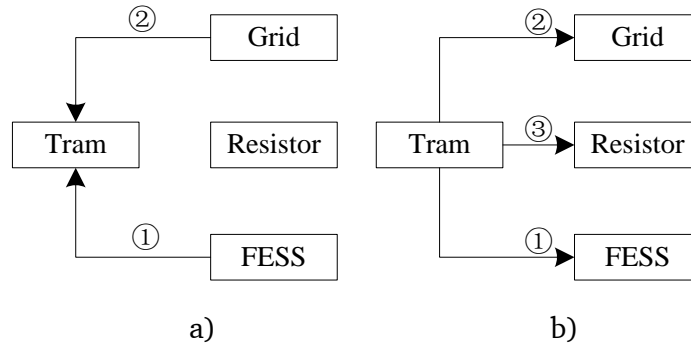 ② Grid
Tram Resistor
① FESS
a)
② Grid
Tram ③ Resistor
① FESS
b)